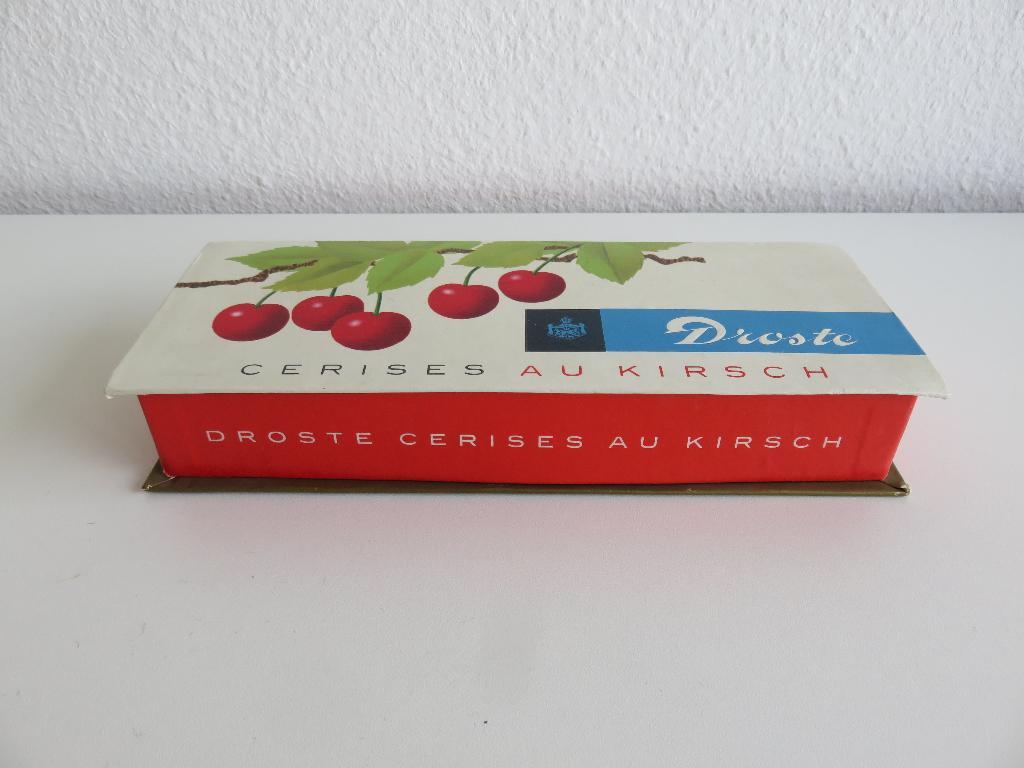 Droste
CERISES AU KIRSCH
DROSTE CERISES AU KIRSCH